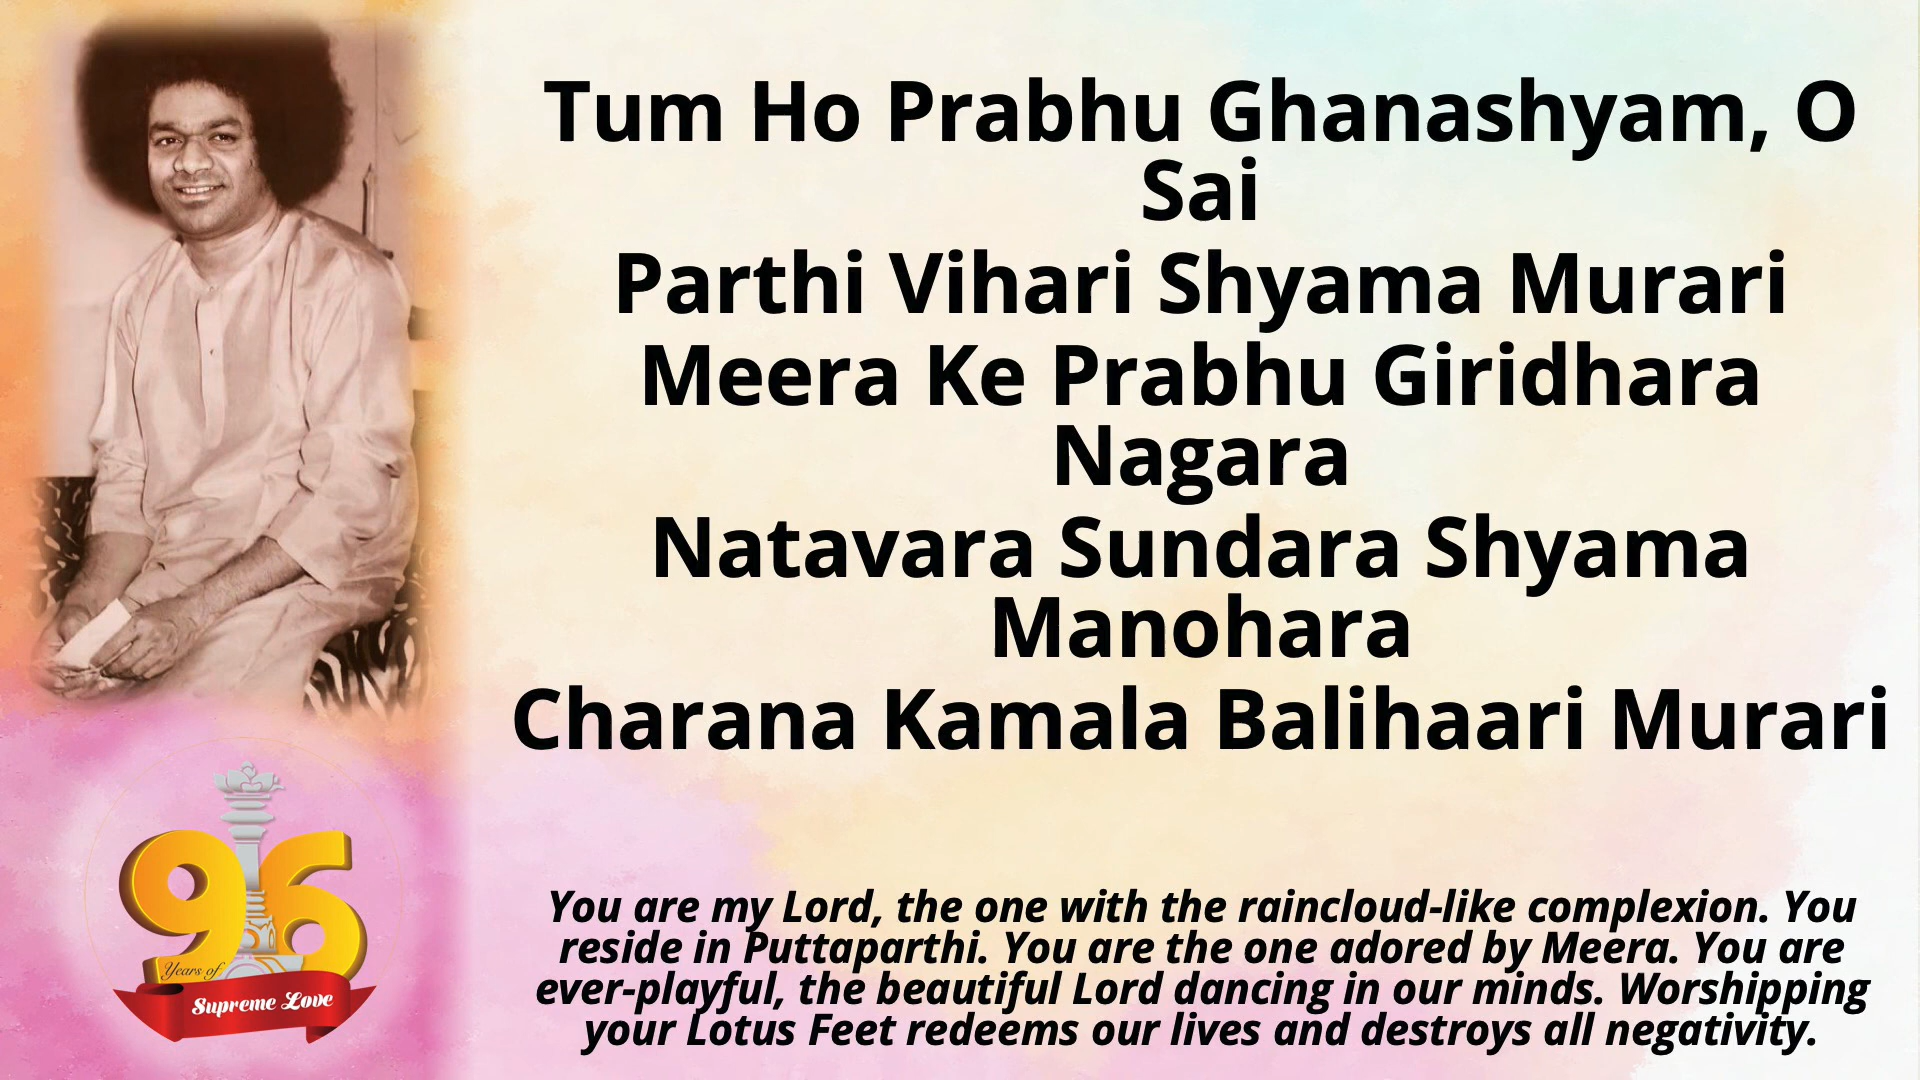 Tum Ho Prabhu Ghanashyam, O
Sai
Parthi Vihari Shyama Murari
Meera Ke Prabhu Giridhara
Nagara
Natavara Sundara Shyama
Manohara
Charana Kamala Balihaari Murari
You are my Lord, the one with the raincloud-like complexion. You
reside in Puttaparthi. You are the one adored by Meera. You are
ever-playful, the beautiful Lord dancing in our minds. Worshipping
your Lotus Feet redeems our lives and destroys all negativity.
96
Years of
Supreme Love